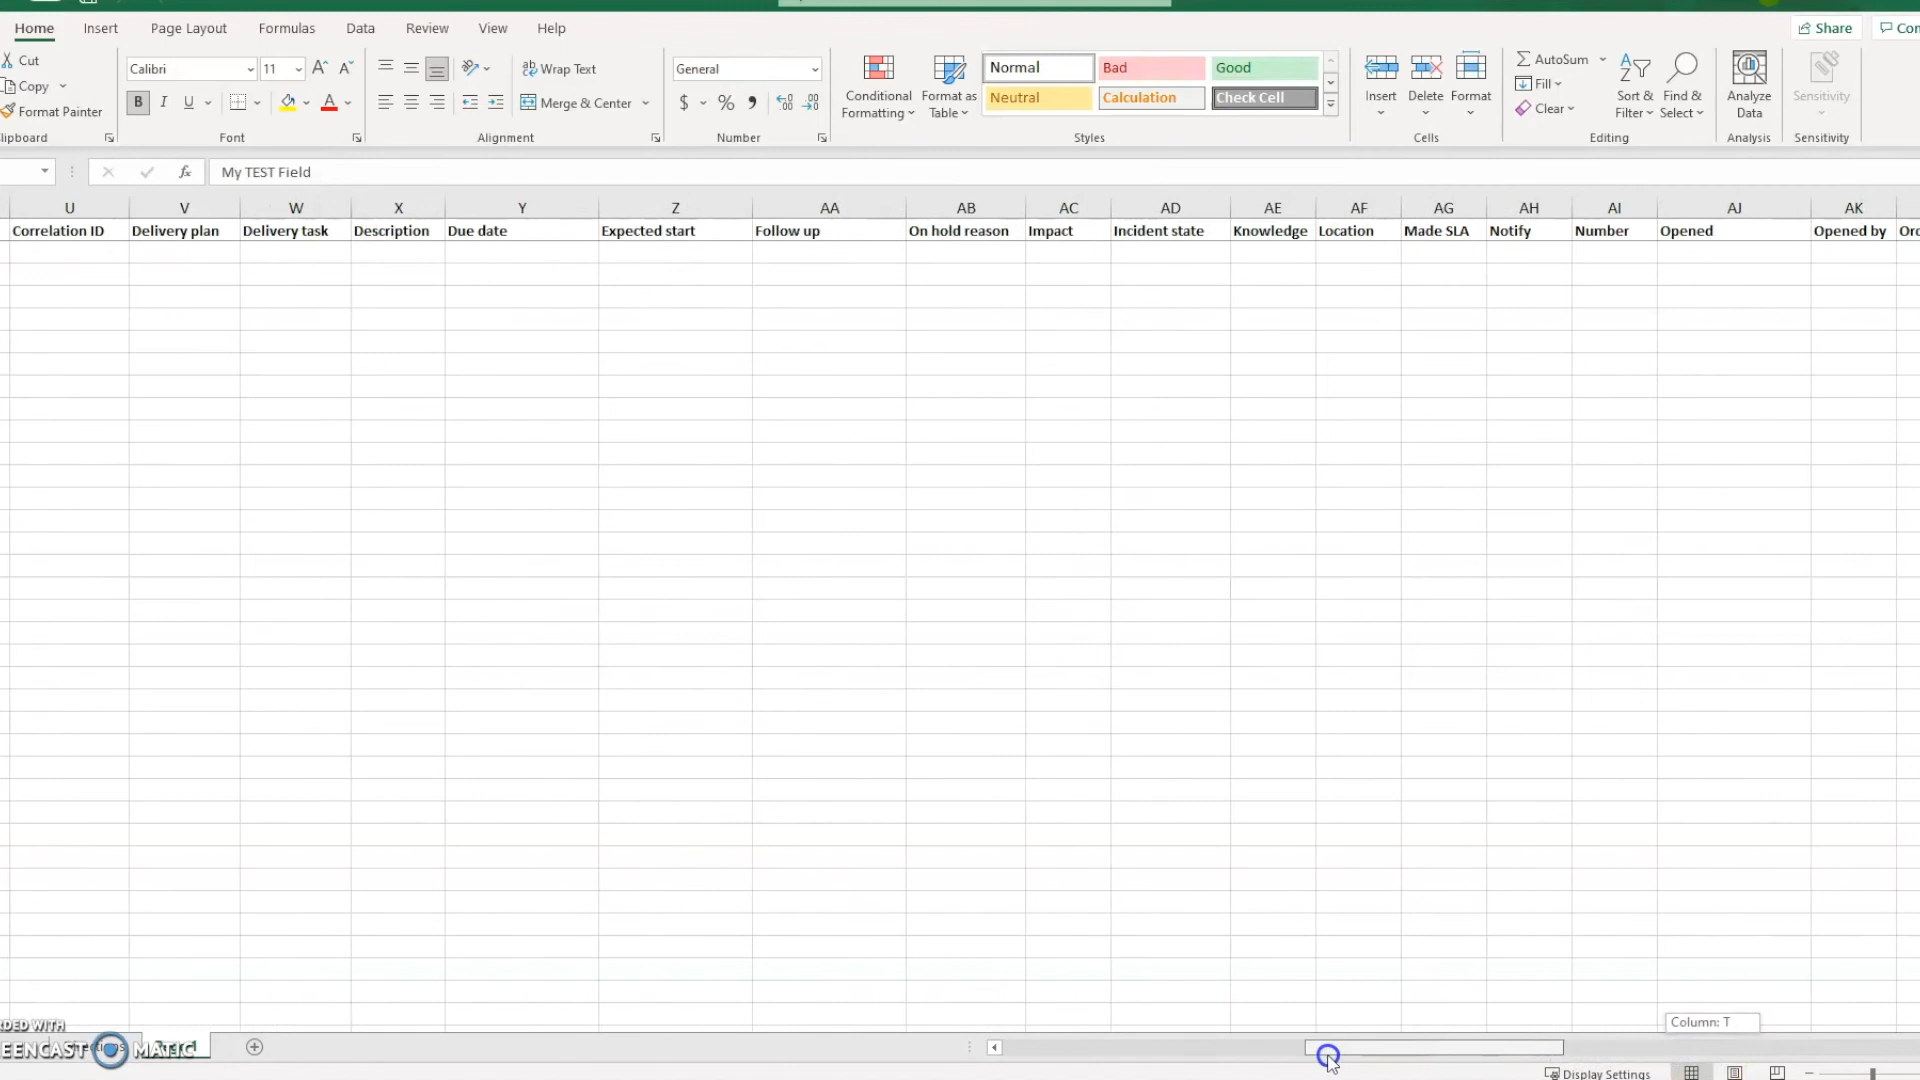 Home Insert Page Layout Formulas Data Review View Help Share
Cut
Copy
Format Painter
Calibri 11
B I U
Wrap Text
Merge & Center
General
$ %
Conditional Formatting
Format as Table
Normal Bad Good
Neutral Calculation Check Cell
Insert Delete Format
AutoSum
Fill
Clear
Sort & Filter
Find & Select
Analyze Data
Sensitivity
Font Alignment Number Styles Cells Editing Analysis Sensitivity
fx My TEST Field
U V W X Y Z AA AB AC AD AE AF AG AH AI AJ AK
Correlation ID Delivery plan Delivery task Description Due date Expected start Follow up On hold reason Impact Incident state Knowledge Location Made SLA Notify Number Opened Opened by
Column: T
WITH
MATIC
Display Settings